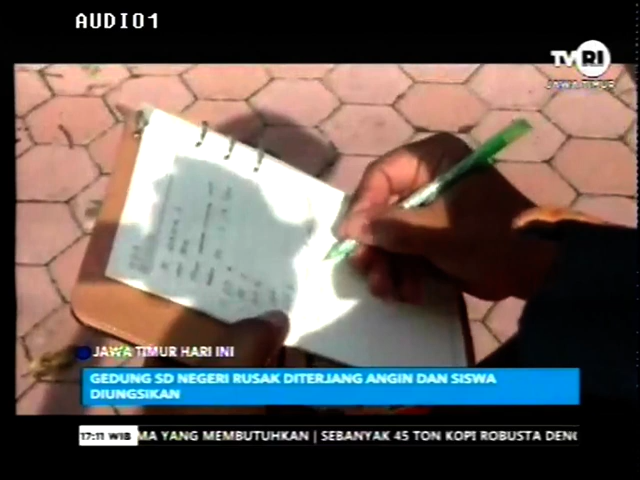 AUDIO1
TVRI
JAWA TIMUR
JAWA TIMUR HARI INI
GEDUNG SD NEGERI RUSAK DITERJANG ANGIN DAN SISWA
DIUNGSIKAN
17:11 WIB MA YANG MEMBUTUHKAN | SEBANYAK 45 TON KOPI ROBUSTA DENG